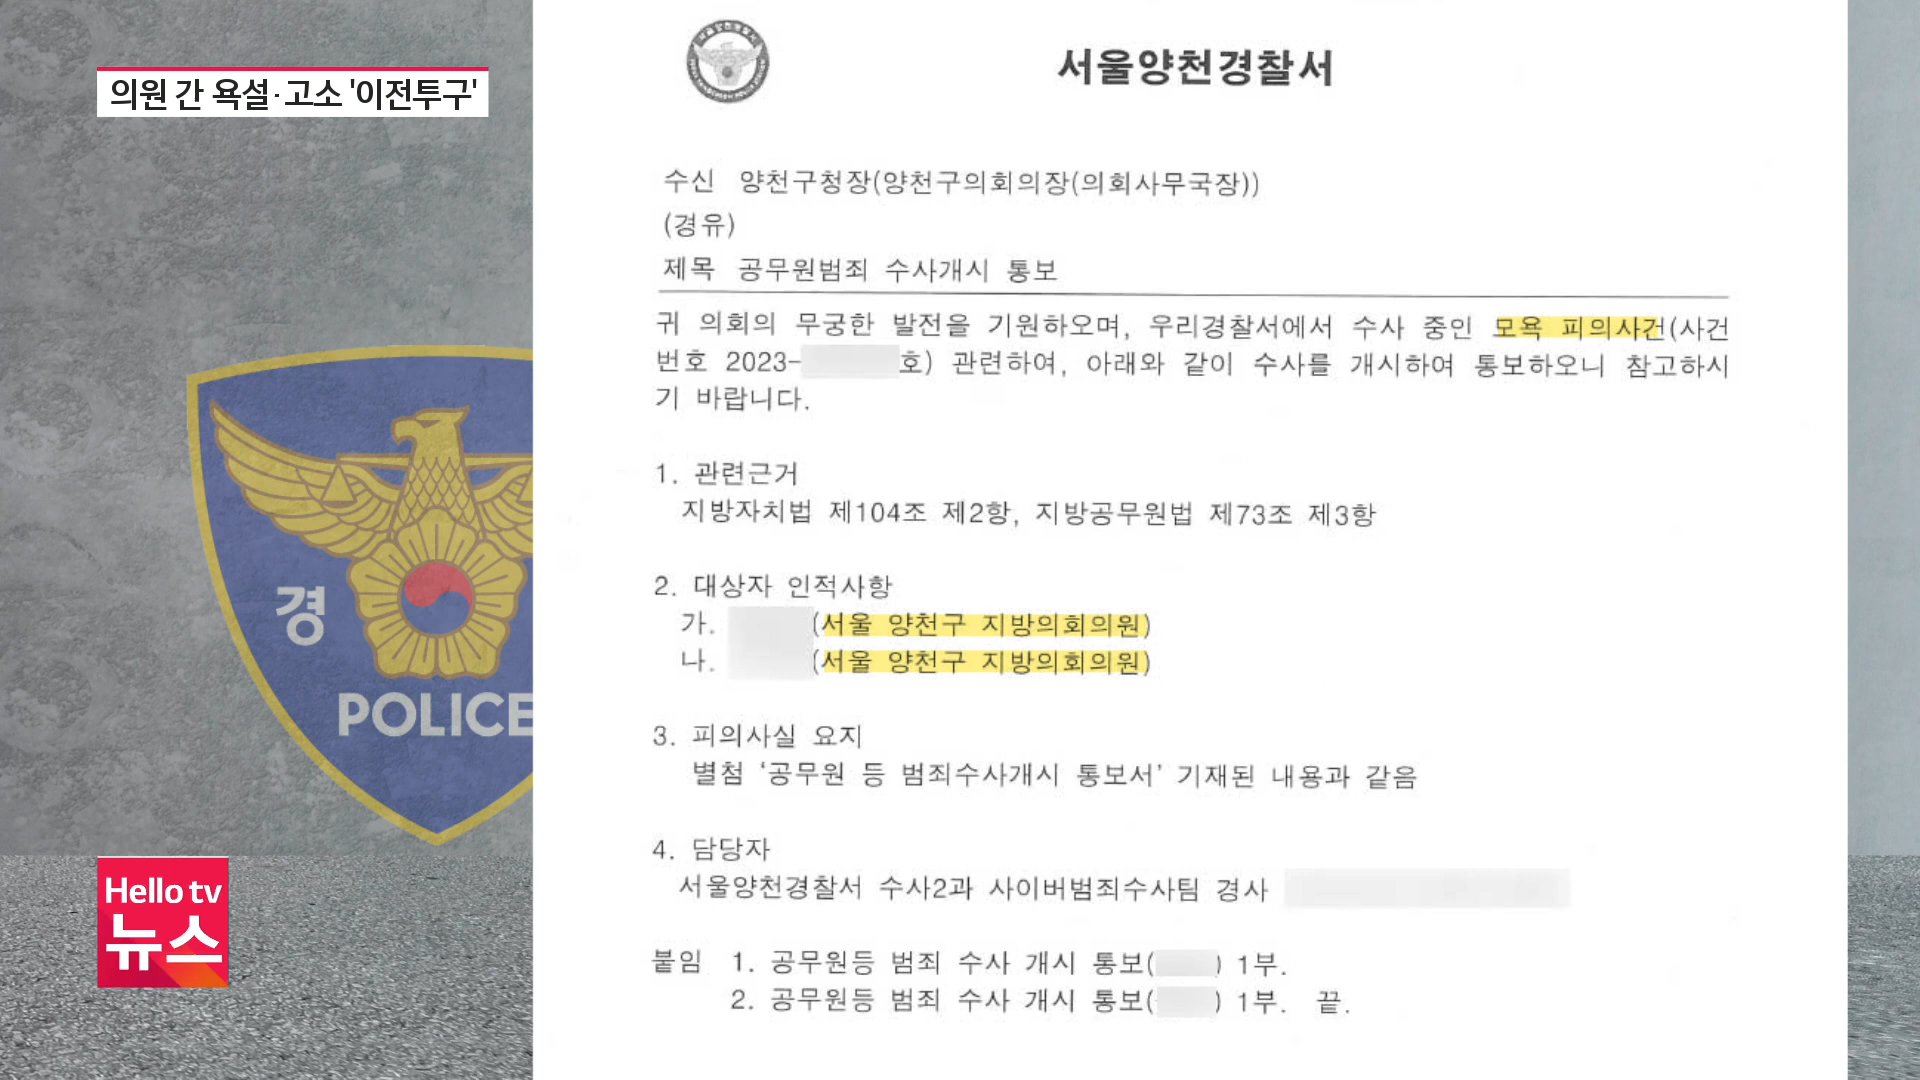 의원 간 욕설·고소 '이전투구'
서울양천경찰서
수신 양천구청장(양천구의회의장(의회사무국장))
(경유)
제목 공무원범죄 수사개시 통보
귀 의회의 무궁한 발전을 기원하오며, 우리경찰서에서 수사 중인 모욕 피의사건(사건
번호 2023- 호) 관련하여, 아래와 같이 수사를 개시하여 통보하오니 참고하시
기 바랍니다.
1. 관련근거
지방자치법 제104조 제2항, 지방공무원법 제73조 제3항
2. 대상자 인적사항
가. (서울 양천구 지방의회의원)
나. (서울 양천구 지방의회의원)
3. 피의사실 요지
별첨 '공무원 등 범죄수사개시 통보서' 기재된 내용과 같음
4. 담당자
서울양천경찰서 수사2과 사이버범죄수사팀 경사
붙임 1. 공무원등 범죄 수사 개시 통보( ) 1부.
2. 공무원등 범죄 수사 개시 통보( ) 1부. 끝.
경
POLICE
Hello tv
뉴스